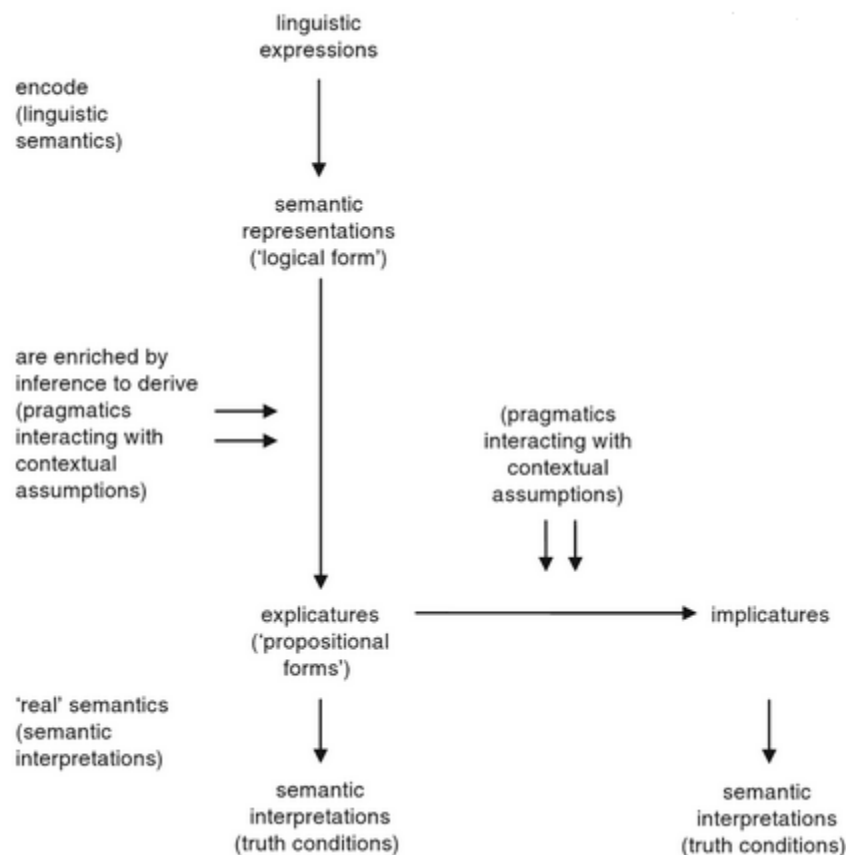 linguistic
expressions
encode
(linguistic
semantics)
semantic
representations
('logical form')
are enriched by
inference to derive
(pragmatics
interacting with
contextual
assumptions)
(pragmatics
interacting with
contextual
assumptions)
explicatures
('propositional
forms')
implicatures
'real' semantics
(semantic
interpretations)
semantic
interpretations
(truth conditions)
semantic
interpretations
(truth conditions)